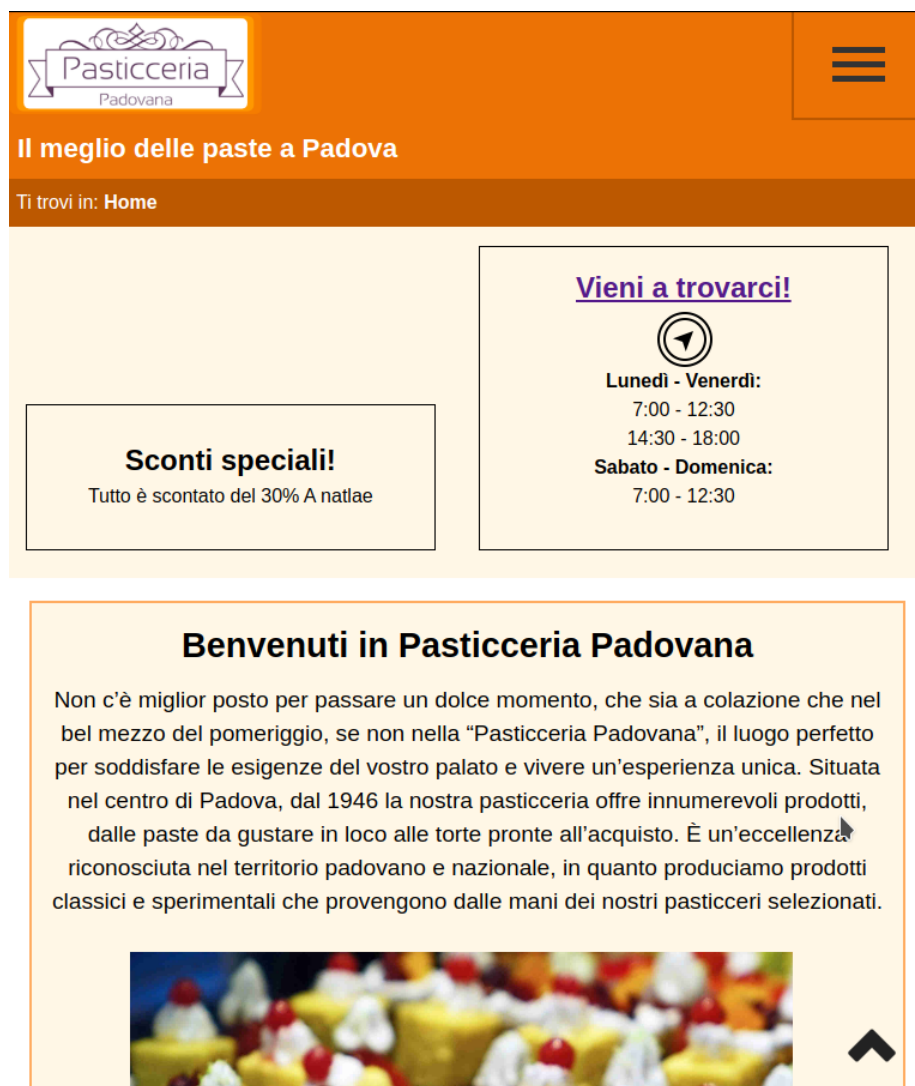 Pasticceria
Padovana
Il meglio delle paste a Padova
Ti trovi in: Home
Sconti speciali!
Tutto è scontato del 30% A natlae
Vieni a trovarci!
Lunedì - Venerdì:
7:00 - 12:30
14:30 - 18:00
Sabato - Domenica:
7:00 - 12:30
Benvenuti in Pasticceria Padovana
Non c’è miglior posto per passare un dolce momento, che sia a colazione che nel
bel mezzo del pomeriggio, se non nella “Pasticceria Padovana”, il luogo perfetto
per soddisfare le esigenze del vostro palato e vivere un’esperienza unica. Situata
nel centro di Padova, dal 1946 la nostra pasticceria offre innumerevoli prodotti,
dalle paste da gustare in loco alle torte pronte all’acquisto. È un’eccellenza
riconosciuta nel territorio padovano e nazionale, in quanto produciamo prodotti
classici e sperimentali che provengono dalle mani dei nostri pasticceri selezionati.